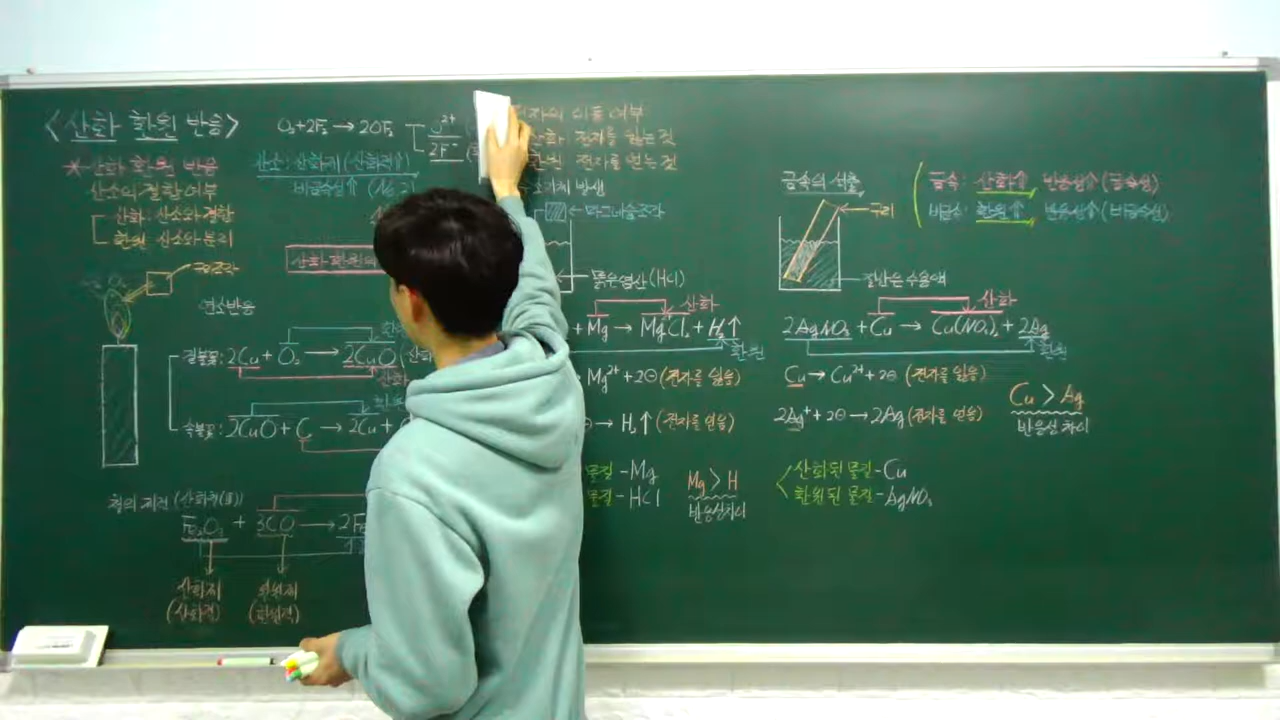 <산화 환원 반응>
* 산화 환원 반응
산소의 결합 여부
산화: 산소와 결합
환원: 산소와 분리
구리조각
연소반응
겉불꽃: 2Cu + O₂ → 2CuO
산화
속불꽃: 2CuO + C → 2Cu +
철의 제련 (산화철(Ⅲ))
Fe₂O₃ + 3CO → 2Fe
산화제
(산화력)
환원제
(환원력)
O₂+2F₂ → 2OF₂
O²⁺
2F⁻
산소: 산화제 (산화력↑)
비금속성↑
산화 환원의
전자의 이동 여부
산화 전자를 잃는것
환원 전자를 얻는것
수소기체 발생
마그네슘조각
묽은염산(HCl)
산화
+ Mg → MgCl₂ + H₂↑
환원
Mg²⁺ + 2⊖ (전자를 잃음)
→ H₂↑ (전자를 얻음)
물질 - Mg
물질 - HCl
Mg > H
반응성차이
금속의 석출
구리
질산은 수용액
금속: 산화↑ 반응성↑(금속성)
비금속: 환원↑ 반응성↑(비금속성)
산화
2AgNO₃ + Cu → Cu(NO₃)₂ + 2Ag
환원
Cu → Cu²⁺ + 2⊖ (전자를 잃음)
2Ag⁺ + 2⊖ → 2Ag (전자를 얻음)
Cu > Ag
반응성차이
산화된 물질 - Cu
환원된 물질 - AgNO₃